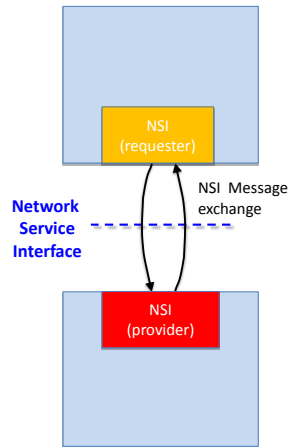 NSI
(requester)
NSI Message
exchange
Network
Service
Interface
NSI
(provider)